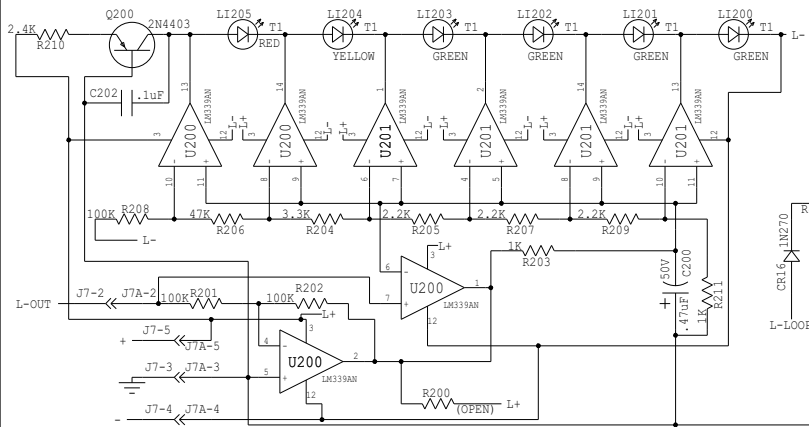 Q200
2N4403
LI205
LI204
LI203
LI202
LI201
LI200
2.4K
R210
T1
T1
T1
T1
T1
T1
L-
RED
YELLOW
GREEN
GREEN
GREEN
GREEN
C202
.1uF
13
14
1
2
14
13
LM339AN
LM339AN
LM339AN
LM339AN
LM339AN
LM339AN
3
U200
12
L-
L+
3
U200
12
L-
L+
3
U201
12
L-
L+
3
U201
12
L-
L+
3
U201
12
L-
L+
3
U201
12
-
+
-
+
-
+
-
+
-
+
-
+
10
11
8
9
6
7
4
5
8
9
10
11
100K
R208
47K
R206
3.3K
R204
2.2K
R205
2.2K
R207
2.2K
R209
L-
L+
3
1K
R203
6
-
7
+
U200
1
LM339AN
12
50V
C200
+
.47uF
R211
1K
R
1N270
CR16
L-LOOP
L-OUT
J7-2
J7A-2
100K
R201
100K
R202
L+
3
+
J7-5
J7A-5
4
-
U200
2
LM339AN
J7-3
J7A-3
5
+
12
R200
(OPEN)
L+
-
J7-4
J7A-4